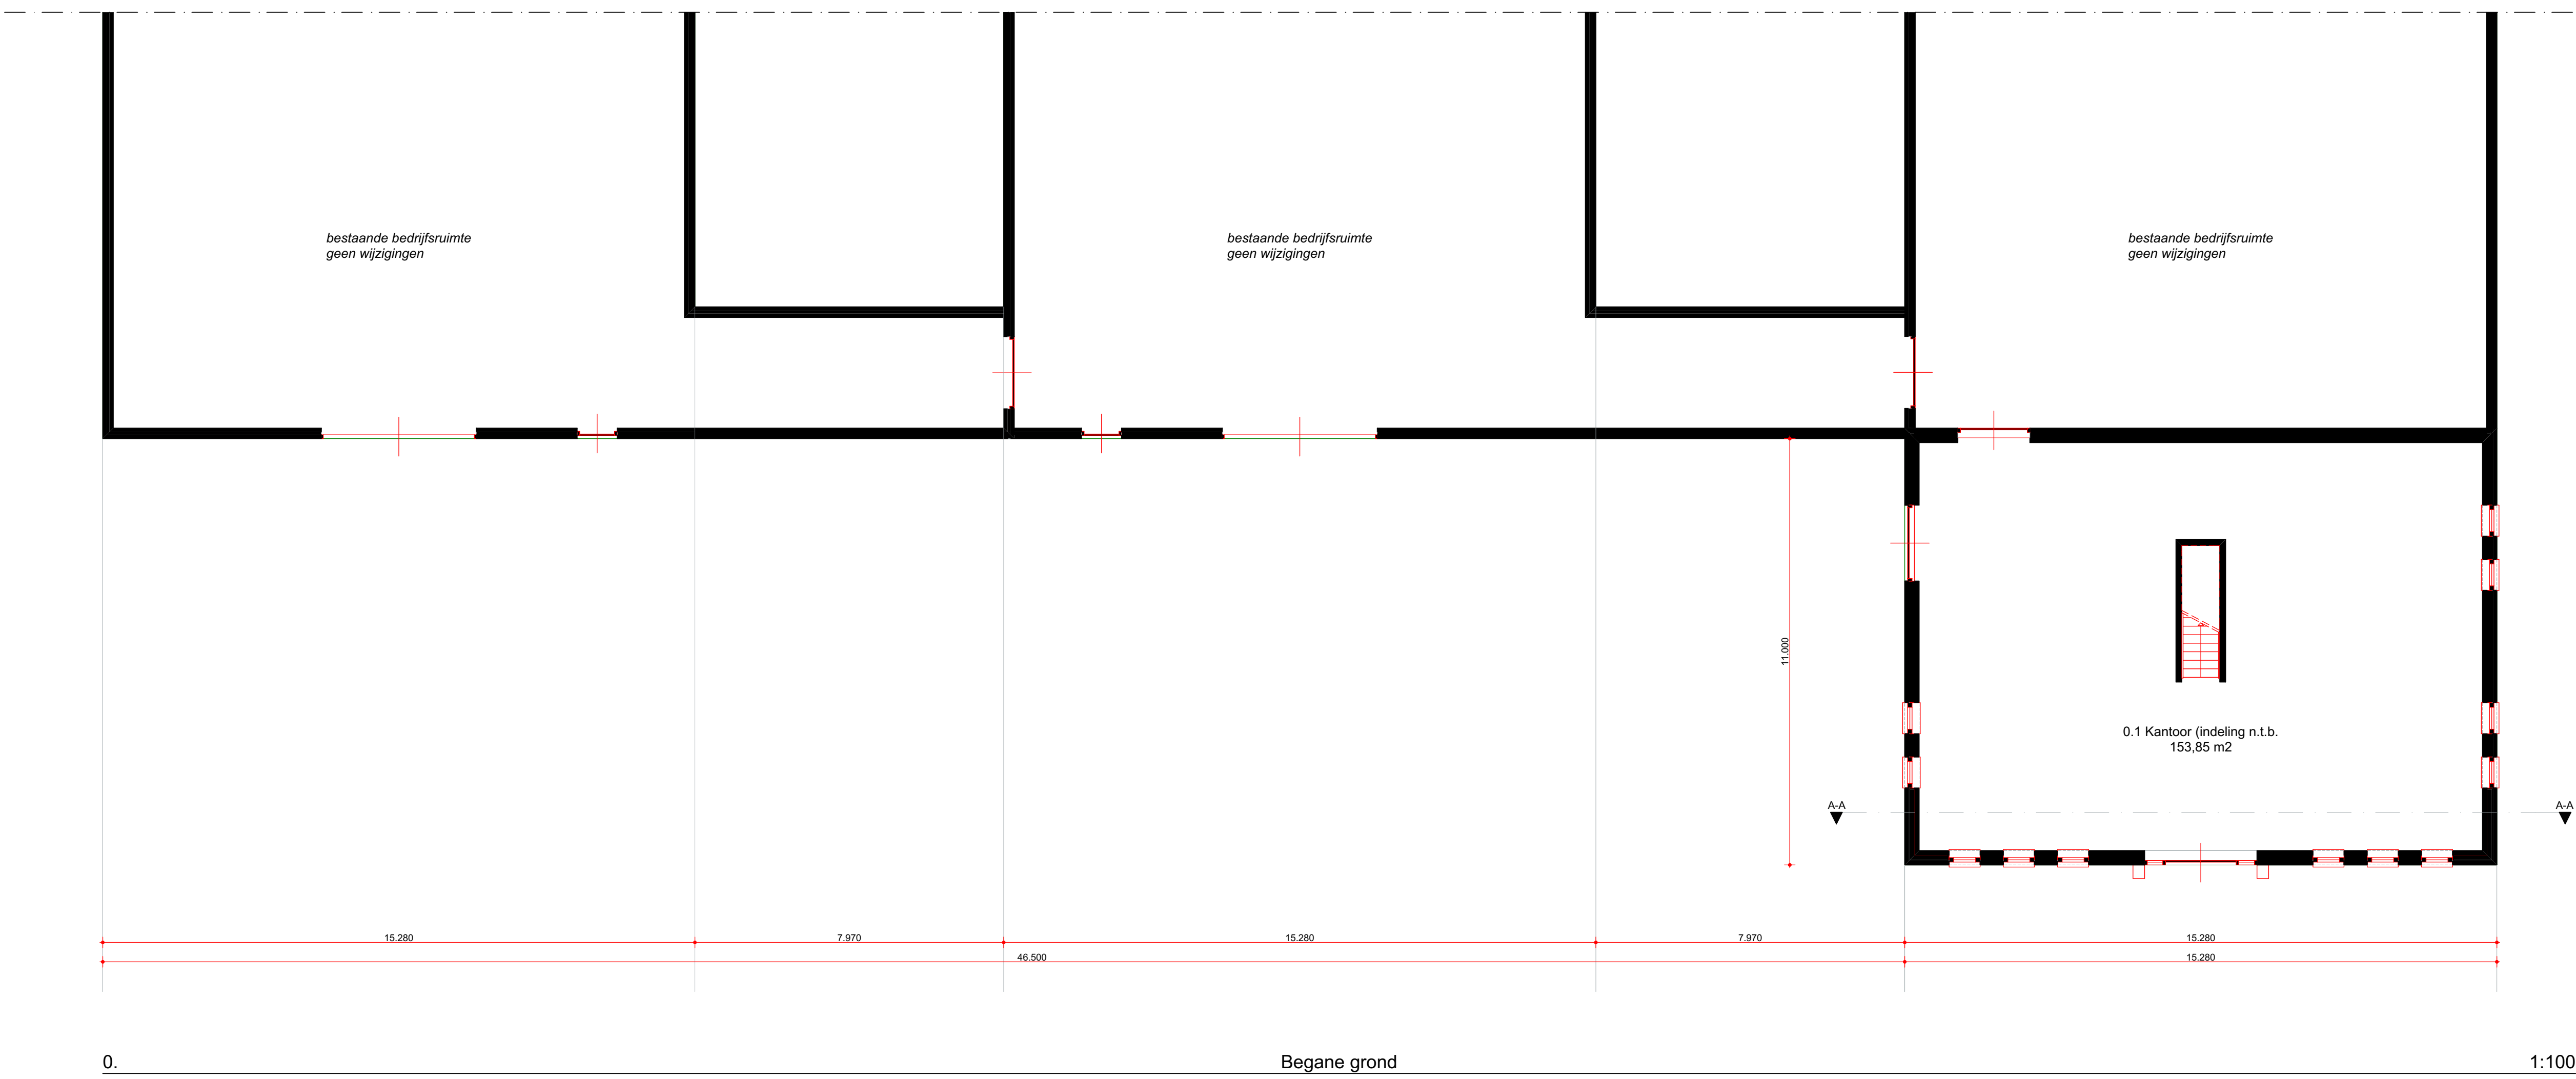 bestaande bedrijfsruimte
geen wijzigingen
bestaande bedrijfsruimte
geen wijzigingen
bestaande bedrijfsruimte
geen wijzigingen
11.000
0.1 Kantoor (indeling n.t.b.
153,85 m2
A-A
A-A
15.280
7.970
15.280
7.970
15.280
46.500
15.280
0.
Begane grond
1:100